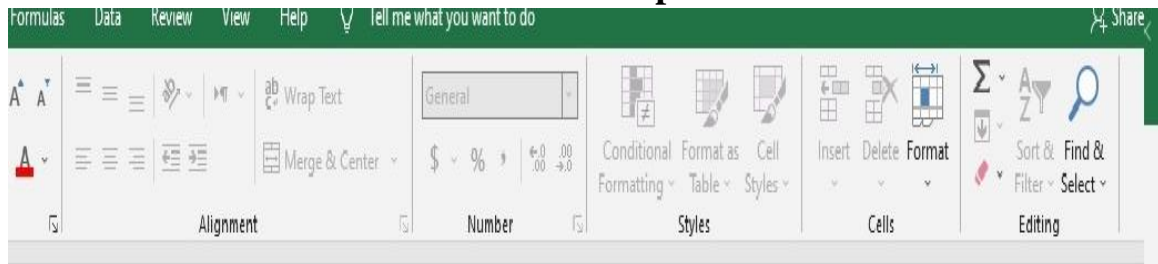 Formulas Data Review View Help Tell me what you want to do Share
Wrap Text General
Merge & Center $ % , Conditional Format as Cell Insert Delete Format Sort & Find &
Formatting Table Styles Filter Select
Alignment Number Styles Cells Editing